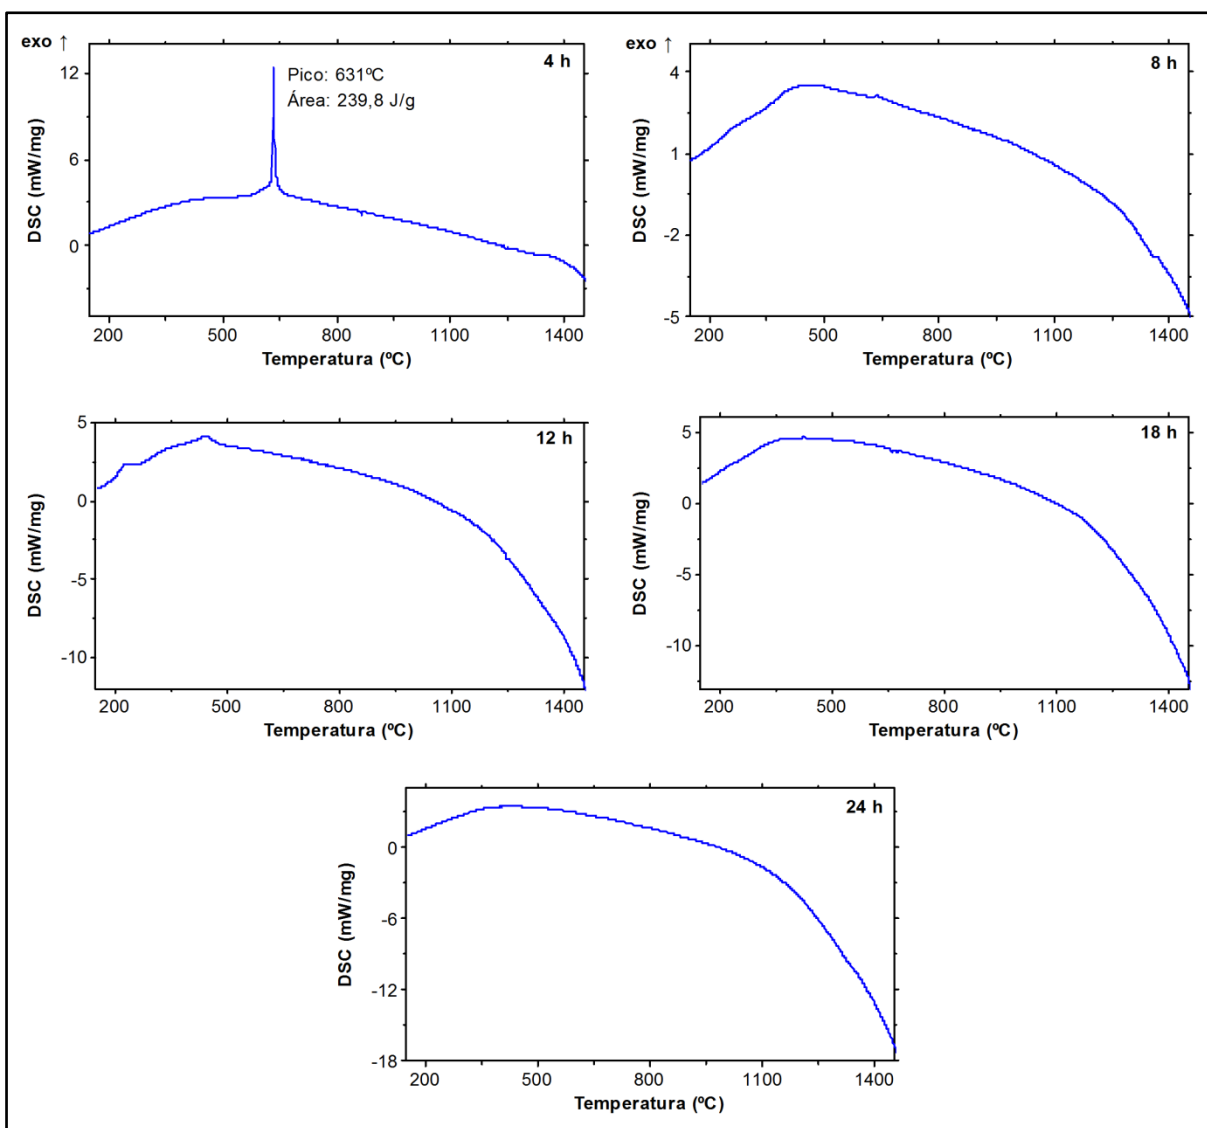 exo ↑
4 h
Pico: 631ºC
Área: 239,8 J/g
12
6
0
DSC (mW/mg)
200 500 800 1100 1400
Temperatura (ºC)
exo ↑
8 h
4
1
-2
-5
DSC (mW/mg)
200 500 800 1100 1400
Temperatura (ºC)
12 h
5
0
-5
-10
DSC (mW/mg)
200 500 800 1100 1400
Temperatura (ºC)
18 h
5
0
-5
-10
DSC (mW/mg)
200 500 800 1100 1400
Temperatura (ºC)
24 h
0
-6
-12
-18
DSC (mW/mg)
200 500 800 1100 1400
Temperatura (ºC)